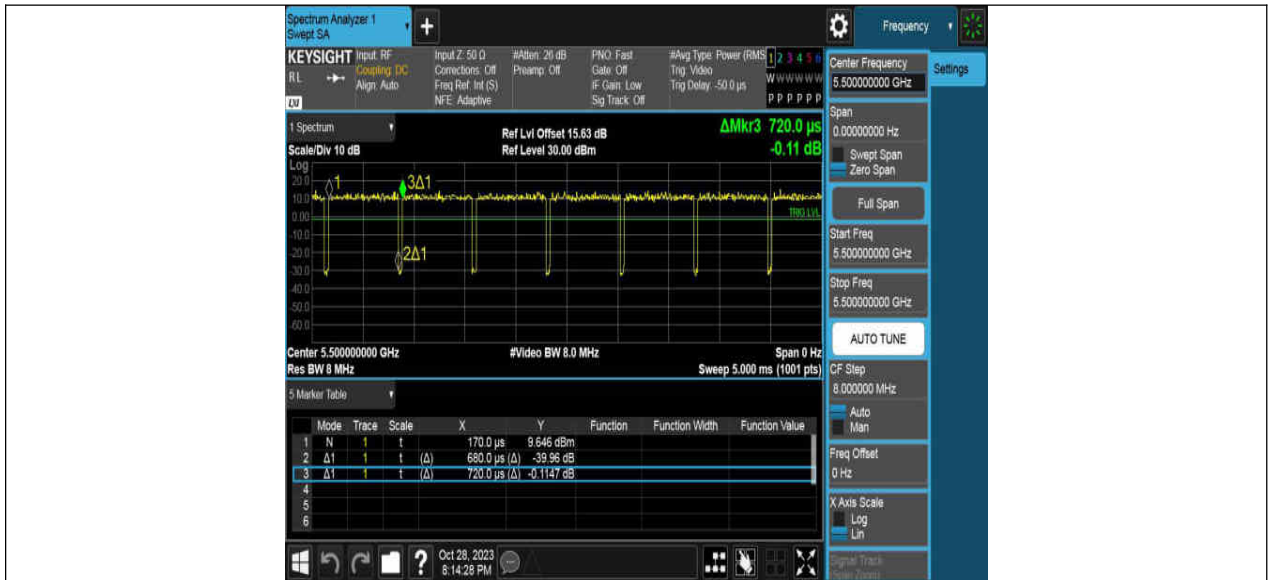 Spectrum Analyzer 1
Swept SA
+
Frequency
KEYSIGHT
RL
LXI
Input: RF
Coupling: DC
Align: Auto
Input Z: 50 Ω
Corrections: Off
Freq Ref: Int (S)
NFE: Adaptive
#Atten: 26 dB
Preamp: Off
PNO: Fast
Gate: Off
IF Gain: Low
Sig Track: Off
#Avg Type: Power (RMS
Trig: Video
Trig Delay: -50.0 µs
1 2 3 4 5 6
W W W W W W
P P P P P P
1 Spectrum
Scale/Div 10 dB
Ref Lvl Offset 15.63 dB
Ref Level 30.00 dBm
ΔMkr3 720.0 µs
-0.11 dB
Log
20.0
10.0
0.00
-10.0
-20.0
-30.0
-40.0
-50.0
-60.0
1
3Δ1
2Δ1
TRIG LVL
Center 5.500000000 GHz
#Video BW 8.0 MHz
Span 0 Hz
Res BW 8 MHz
Sweep 5.000 ms (1001 pts)
5 Marker Table
Mode Trace Scale X Y Function Function Width Function Value
1 N 1 t 170.0 µs 9.646 dBm
2 Δ1 1 t (Δ) 680.0 µs (Δ) -39.96 dB
3 Δ1 1 t (Δ) 720.0 µs (Δ) -0.1147 dB
4
5
6
?
Oct 28, 2023
8:14:28 PM
Center Frequency
5.500000000 GHz
Settings
Span
0.00000000 Hz
Swept Span
Zero Span
Full Span
Start Freq
5.500000000 GHz
Stop Freq
5.500000000 GHz
AUTO TUNE
CF Step
8.000000 MHz
Auto
Man
Freq Offset
0 Hz
X Axis Scale
Log
Lin
Signal Track
(Span Zoom)